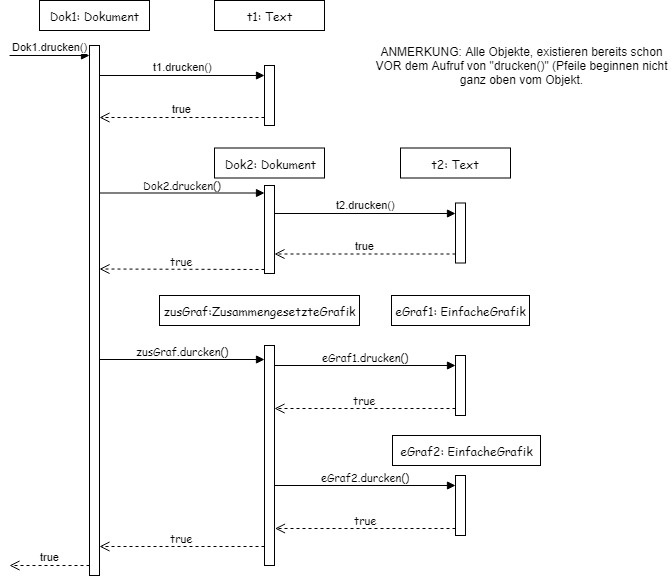 Dok1: Dokument
t1: Text
Dok1.drucken()
ANMERKUNG: Alle Objekte, existieren bereits schon
VOR dem Aufruf von "drucken()" (Pfeile beginnen nicht
ganz oben vom Objekt.
t1.drucken()
true
Dok2: Dokument
t2: Text
Dok2.drucken()
t2.drucken()
true
true
zusGraf:ZusammengesetzteGrafik
eGraf1: EinfacheGrafik
zusGraf.durcken()
eGraf1.drucken()
true
eGraf2: EinfacheGrafik
eGraf2.durcken()
true
true
true